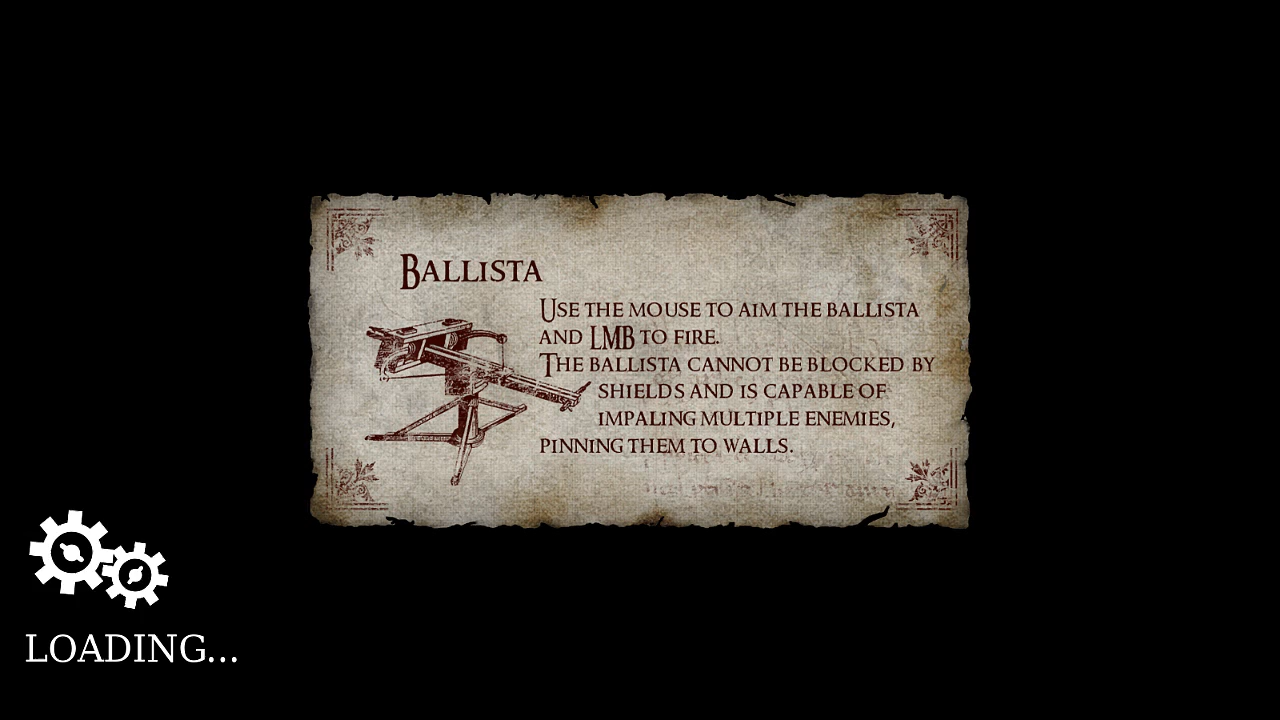 Ballista
Use the mouse to aim the ballista
and LMB to fire.
The ballista cannot be blocked by
shields and is capable of
impaling multiple enemies,
pinning them to walls.
LOADING...